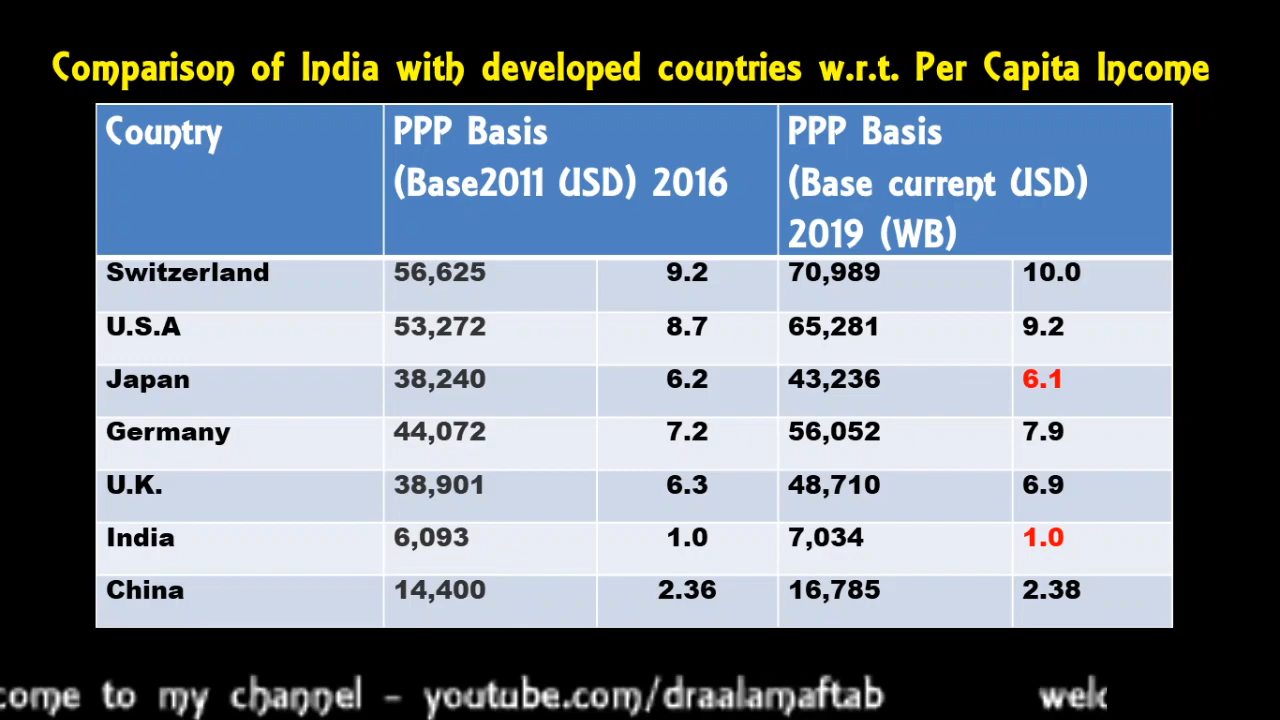 Comparison of India with developed countries w.r.t. Per Capita Income
Country PPP Basis (Base2011 USD) 2016 PPP Basis (Base current USD) 2019 (WB)
Switzerland 56,625 9.2 70,989 10.0
U.S.A 53,272 8.7 65,281 9.2
Japan 38,240 6.2 43,236 6.1
Germany 44,072 7.2 56,052 7.9
U.K. 38,901 6.3 48,710 6.9
India 6,093 1.0 7,034 1.0
China 14,400 2.36 16,785 2.38
come to my channel - youtube.com/draalamaftab welc